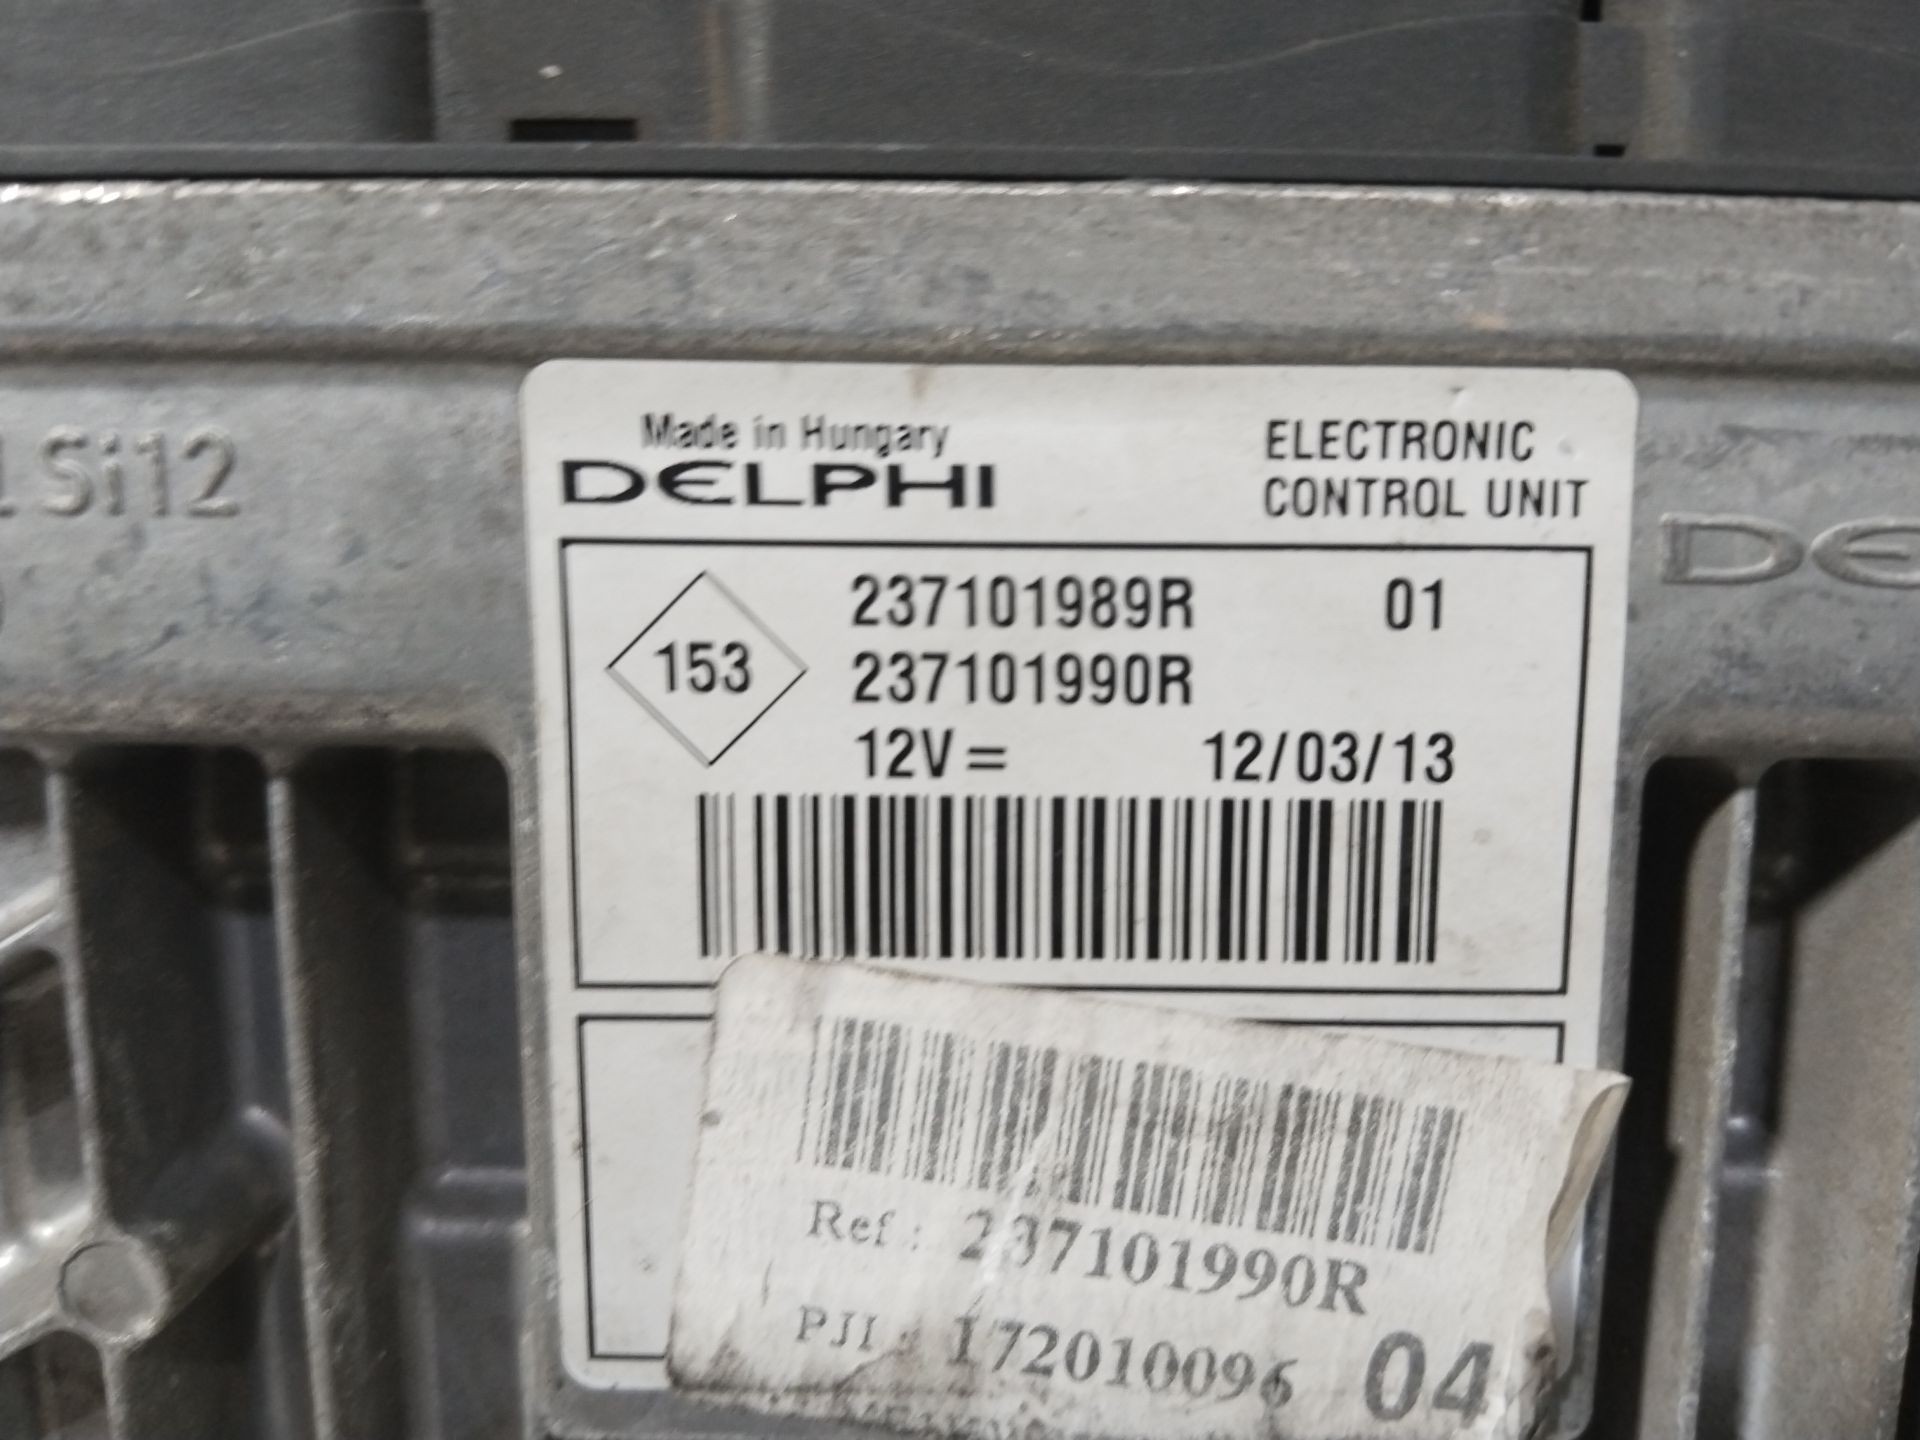 Made in Hungary
DELPHI
ELECTRONIC
CONTROL UNIT
Si12
DE
153
237101989R 01
237101990R
12V= 12/03/13
Ref : 237101990R
PJI : 172010096 04